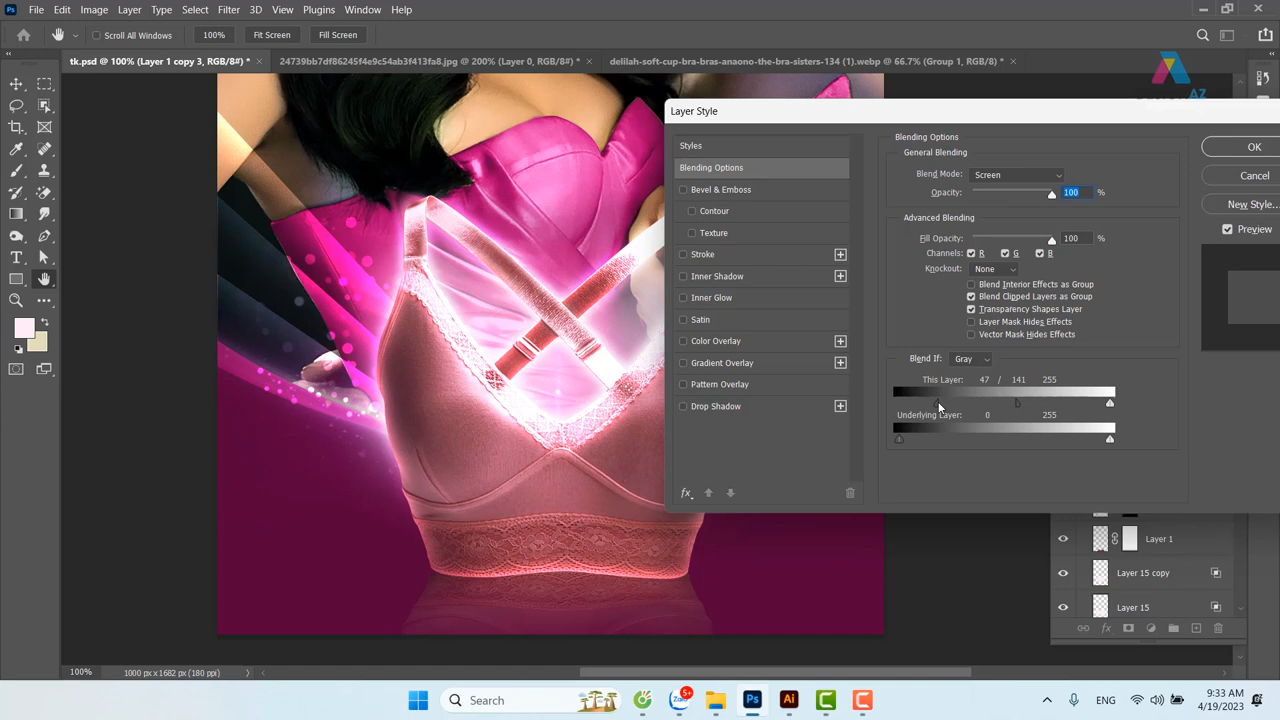 File Edit Image Layer Type Select Filter 3D View Plugins Window Help
Scroll All Windows 100% Fit Screen Fill Screen
tk.psd @ 100% (Layer 1 copy 3, RGB/8#) * 24739bb7df86245f4e9c54ab3f413fa8.jpg @ 200% (Layer 0, RGB/8#) * delilah-soft-cup-bra-bras-anaono-the-bra-sisters-134 (1).webp @ 66.7% (Group 1, RGB/8#) *
AZ
Layer Style
Styles
Blending Options
Bevel & Emboss
Contour
Texture
Stroke
Inner Shadow
Inner Glow
Satin
Color Overlay
Gradient Overlay
Pattern Overlay
Drop Shadow
fx
Blending Options
General Blending
Blend Mode: Screen
Opacity: 100 %
Advanced Blending
Fill Opacity: 100 %
Channels: R G B
Knockout: None
Blend Interior Effects as Group
Blend Clipped Layers as Group
Transparency Shapes Layer
Layer Mask Hides Effects
Vector Mask Hides Effects
Blend If: Gray
This Layer: 47 / 141 255
Underlying Layer: 0 255
OK
Cancel
New Style...
Preview
Layer 1
Layer 15 copy
Layer 15
fx
100% 1000 px x 1682 px (180 ppi)
Search
Zalo
5+
Ps
Ai
C
C
ENG
9:33 AM
4/19/2023